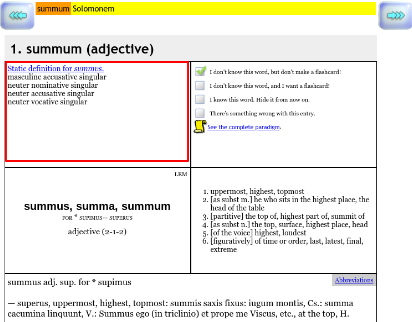 summum Solomonem
1. summum (adjective)
Static definition for summus.
masculine accusative singular
neuter nominative singular
neuter accusative singular
neuter vocative singular
I don't know this word, but don't make a flashcard!
I don't know this word, and I want a flashcard!
I know this word. Hide it from now on.
There's something wrong with this entry.
See the complete paradigm.
LRM
summus, summa, summum
FOR * SUPIMUS— SUPERUS
adjective (2-1-2)
1. uppermost, highest, topmost
2. [as subst m.] he who sits in the highest place, the
head of the table
3. [partitive] the top of, highest part of, summit of
4. [as subst n.] the top, surface, highest place, head
5. [of the voice] highest, loudest
6. [figuratively] of time or order, last, latest, final,
extreme
summus adj. sup. for * supimus
Abbreviations
— superus, uppermost, highest, topmost: summis saxis fixus: iugum montis, Cs.: summa
cacumina linquunt, V.: Summus ego (in triclinio) et prope me Viscus, etc., at the top, H.